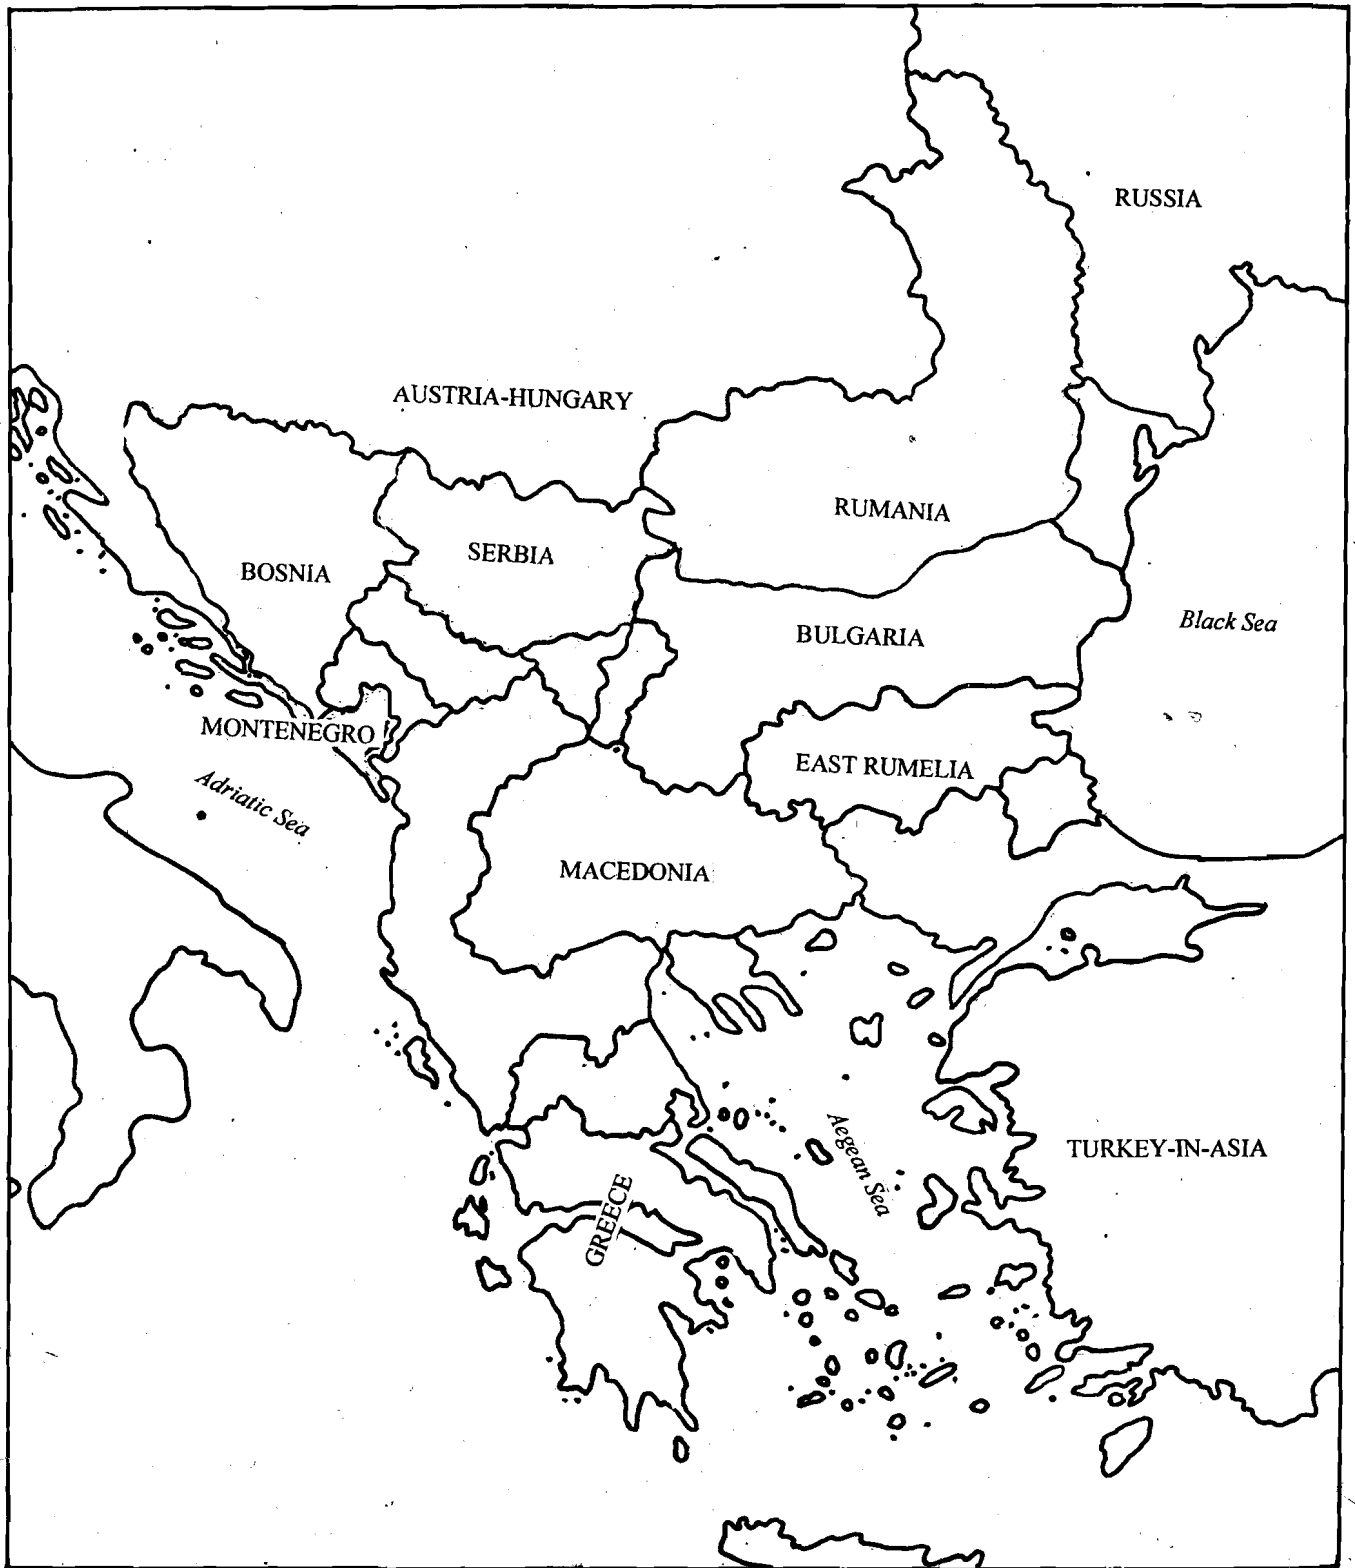 RUSSIA
AUSTRIA-HUNGARY
RUMANIA
SERBIA
BOSNIA
BULGARIA
Black Sea
MONTENEGRO
EAST RUMELIA
Adriatic Sea
MACEDONIA
Aegean Sea
TURKEY-IN-ASIA
GREECE